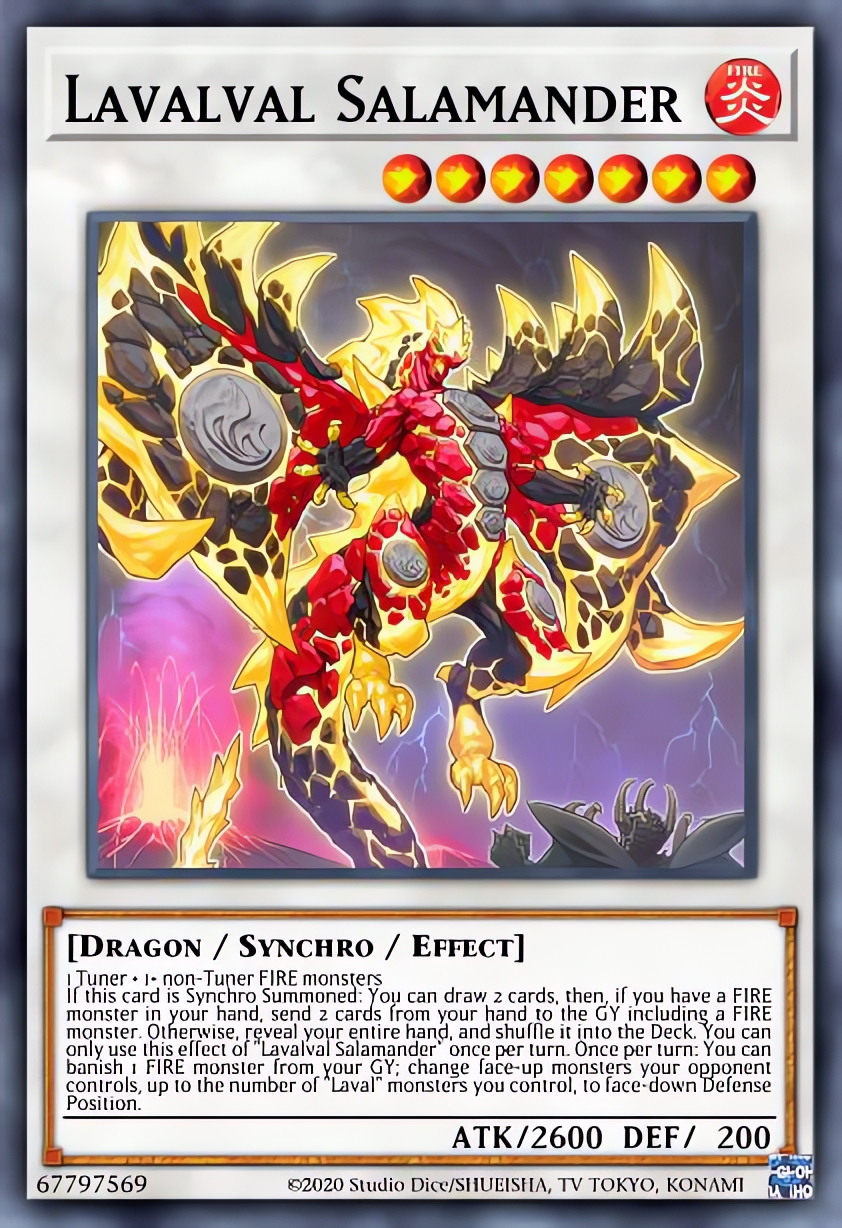 LAVALVAL SALAMANDER
FIRE
炎
[DRAGON / SYNCHRO / EFFECT]
1 Tuner + 1+ non-Tuner FIRE monsters
If this card is Synchro Summoned: You can draw 2 cards, then, if you have a FIRE
monster in your hand, send 2 cards from your hand to the GY including a FIRE
monster. Otherwise, reveal your entire hand, and shuffle it into the Deck. You can
only use this effect of "Lavalval Salamander" once per turn. Once per turn: You can
banish 1 FIRE monster from your GY; change face-up monsters your opponent
controls, up to the number of "Laval" monsters you control, to face-down Defense
Position.
ATK/2600 DEF/ 200
67797569
©2020 Studio Dice/SHUEISHA, TV TOKYO, KONAMI